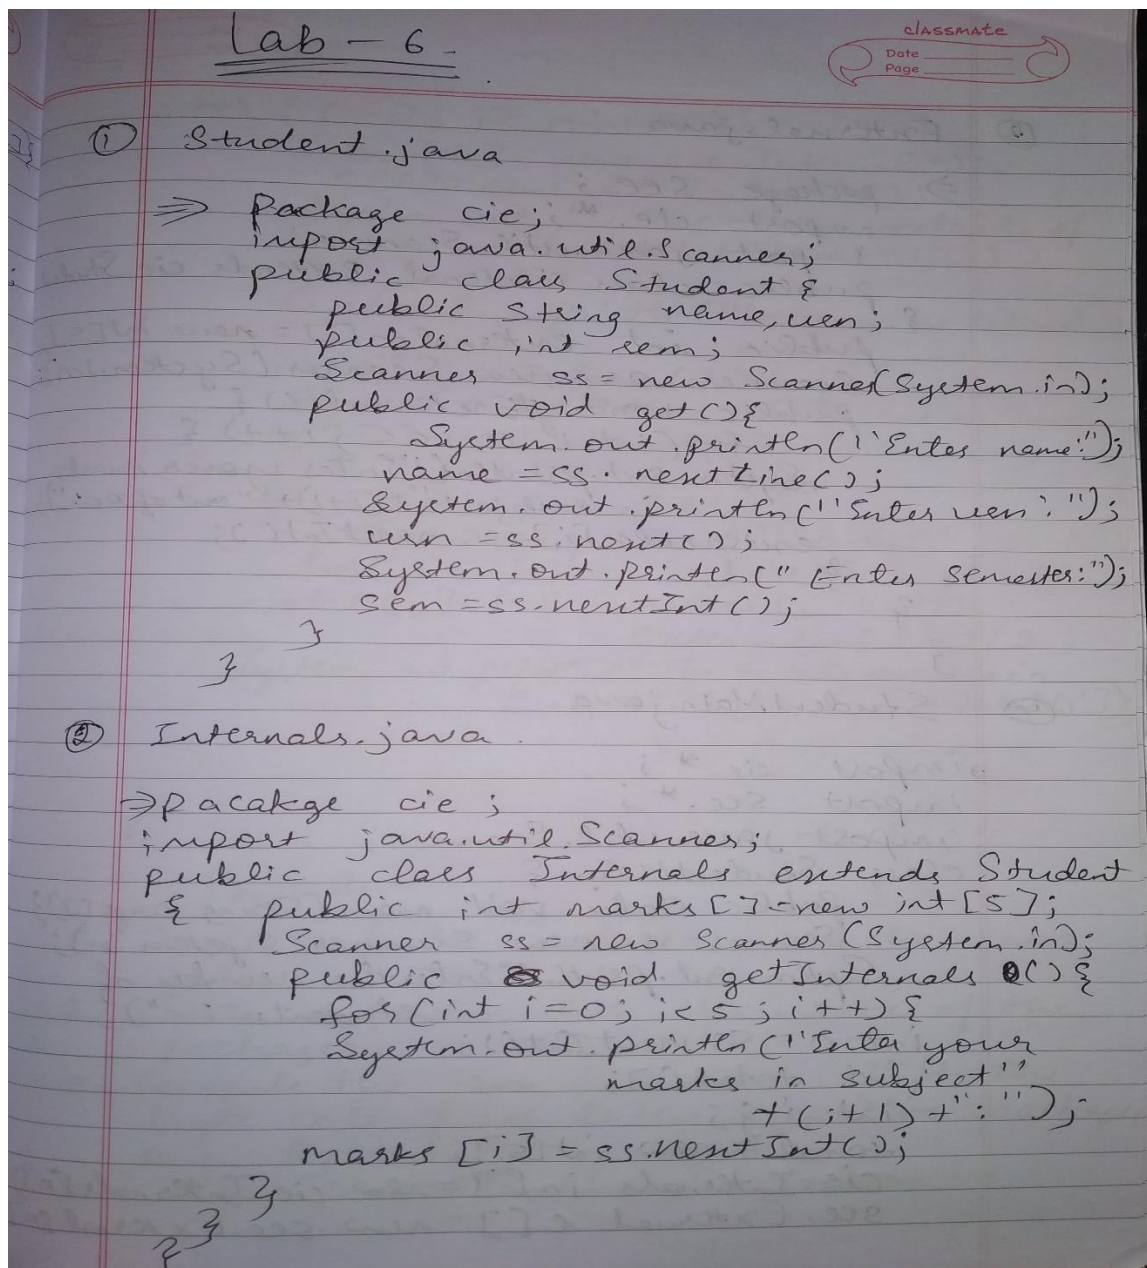 Lab - 6
classmate
Date
Page
① Student.java
⇒ Package cie;
import java.util.Scanner;
public class Student {
public String name, usn;
public int sem;
Scanner ss = new Scanner(System.in);
public void get(){
System.out.println("Enter name:");
name = ss.nextLine();
System.out.println("Enter usn:");
usn = ss.next();
System.out.println("Enter semester:");
sem = ss.nextInt();
}
}
② Internals.java
⇒ pacakge cie;
import java.util.Scanner;
public class Internals extends Student
{ public int marks[]=new int[5];
Scanner ss = new Scanner(System.in);
public void getInternals(){
for(int i=0; i<5; i++){
System.out.println("Enter your
marks in subject"
+(i+1)+":");
marks[i] = ss.nextInt();
}
}
}